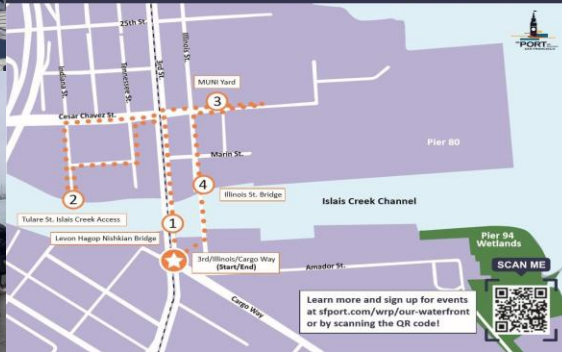 25th St.
Indiana St.
Tennessee St.
3rd St.
Illinois St.
PORT
SAN FRANCISCO
MUNI Yard
3
Cesar Chavez St.
Marin St.
Pier 80
4
2
Illinois St. Bridge
Islais Creek Channel
Tulare St. Islais Creek Access
1
Levon Hagop Nishkian Bridge
Pier 94
Wetlands
3rd/Illinois/Cargo Way
(Start/End)
Amador St.
SCAN ME
Cargo Way
Learn more and sign up for events
at sfport.com/wrp/our-waterfront
or by scanning the QR code!